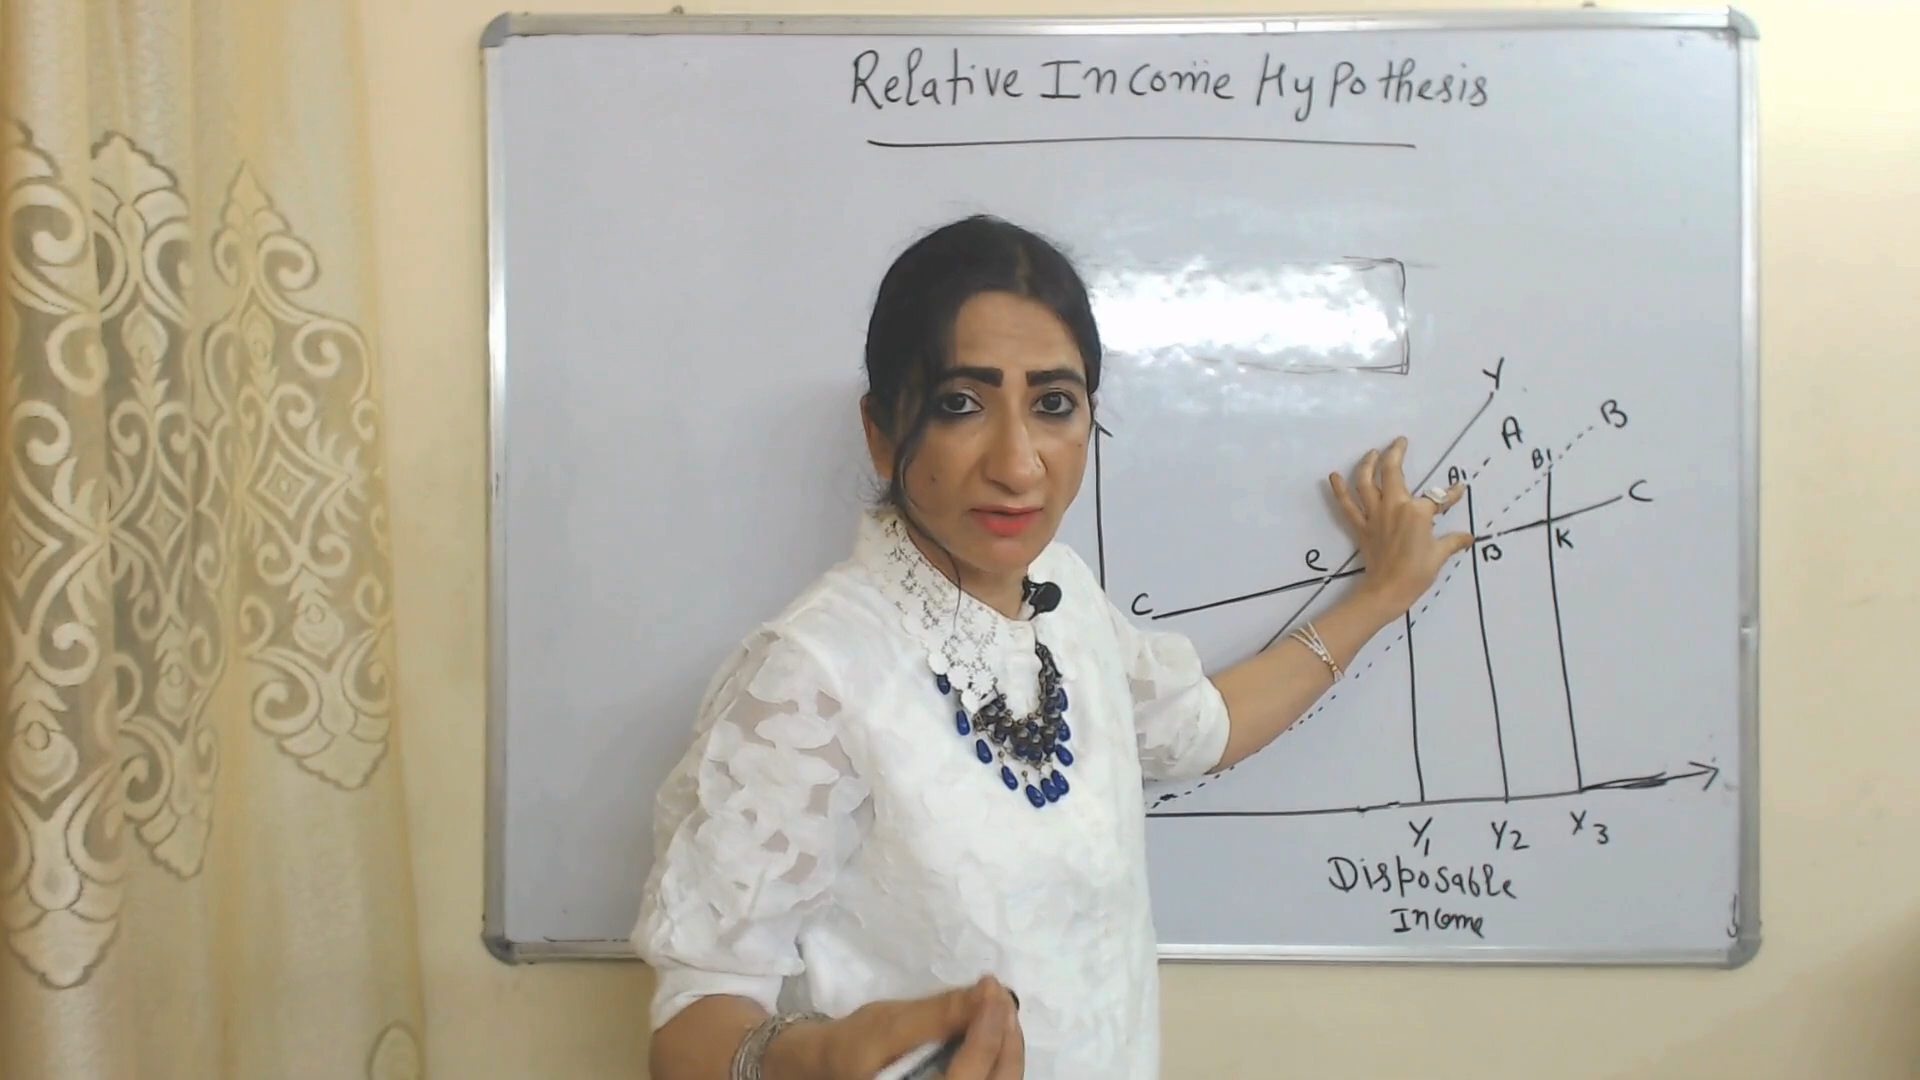 Relative Income Hypothesis
Y
A
B
A1
B1
C
e
B
K
C
Y1 Y2 Y3
Disposable
Income